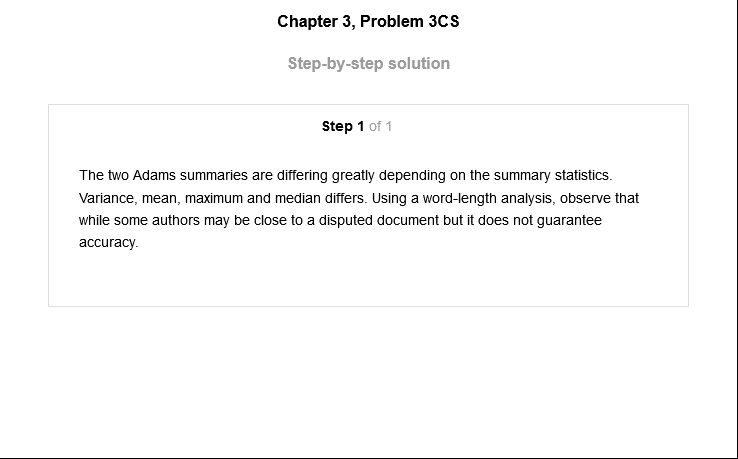 Chapter 3, Problem 3CS
Step-by-step solution
Step 1 of 1
The two Adams summaries are differing greatly depending on the summary statistics.
Variance, mean, maximum and median differs. Using a word-length analysis, observe that
while some authors may be close to a disputed document but it does not guarantee
accuracy.